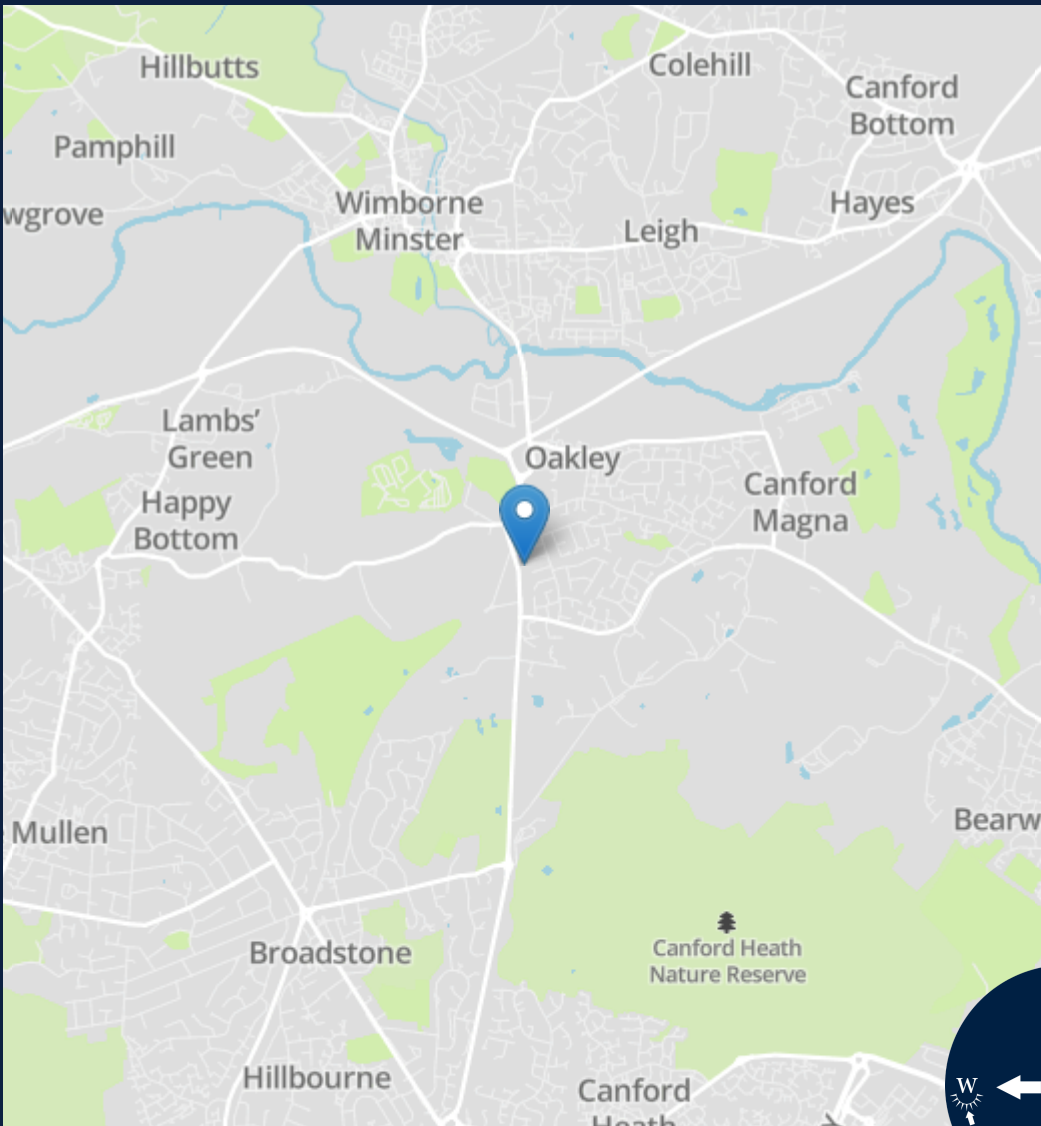 Hillbutts
Colehill
Canford
Bottom
Pamphill
wgrove
Wimborne
Minster
Hayes
Leigh
Lambs’
Green
Oakley
Happy
Bottom
Canford
Magna
Mullen
Bearw
Broadstone
Canford Heath
Nature Reserve
Hillbourne
Canford
Heath
W